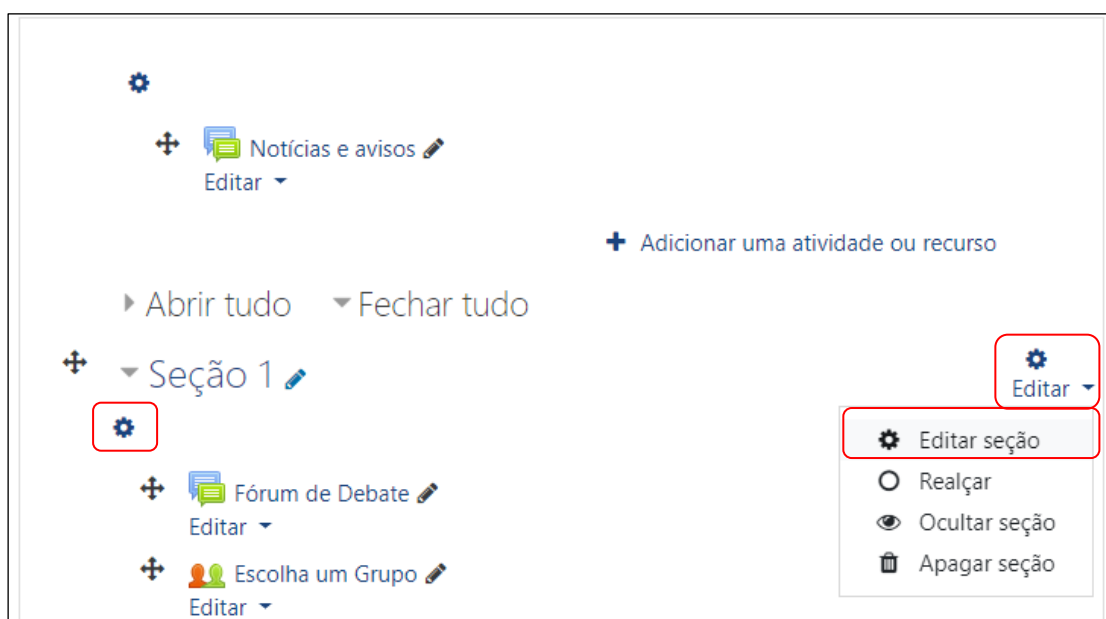 Notícias e avisos
Editar
Adicionar uma atividade ou recurso
Abrir tudo Fechar tudo
Seção 1
Editar
Editar seção
Realçar
Ocultar seção
Apagar seção
Fórum de Debate
Editar
Escolha um Grupo
Editar